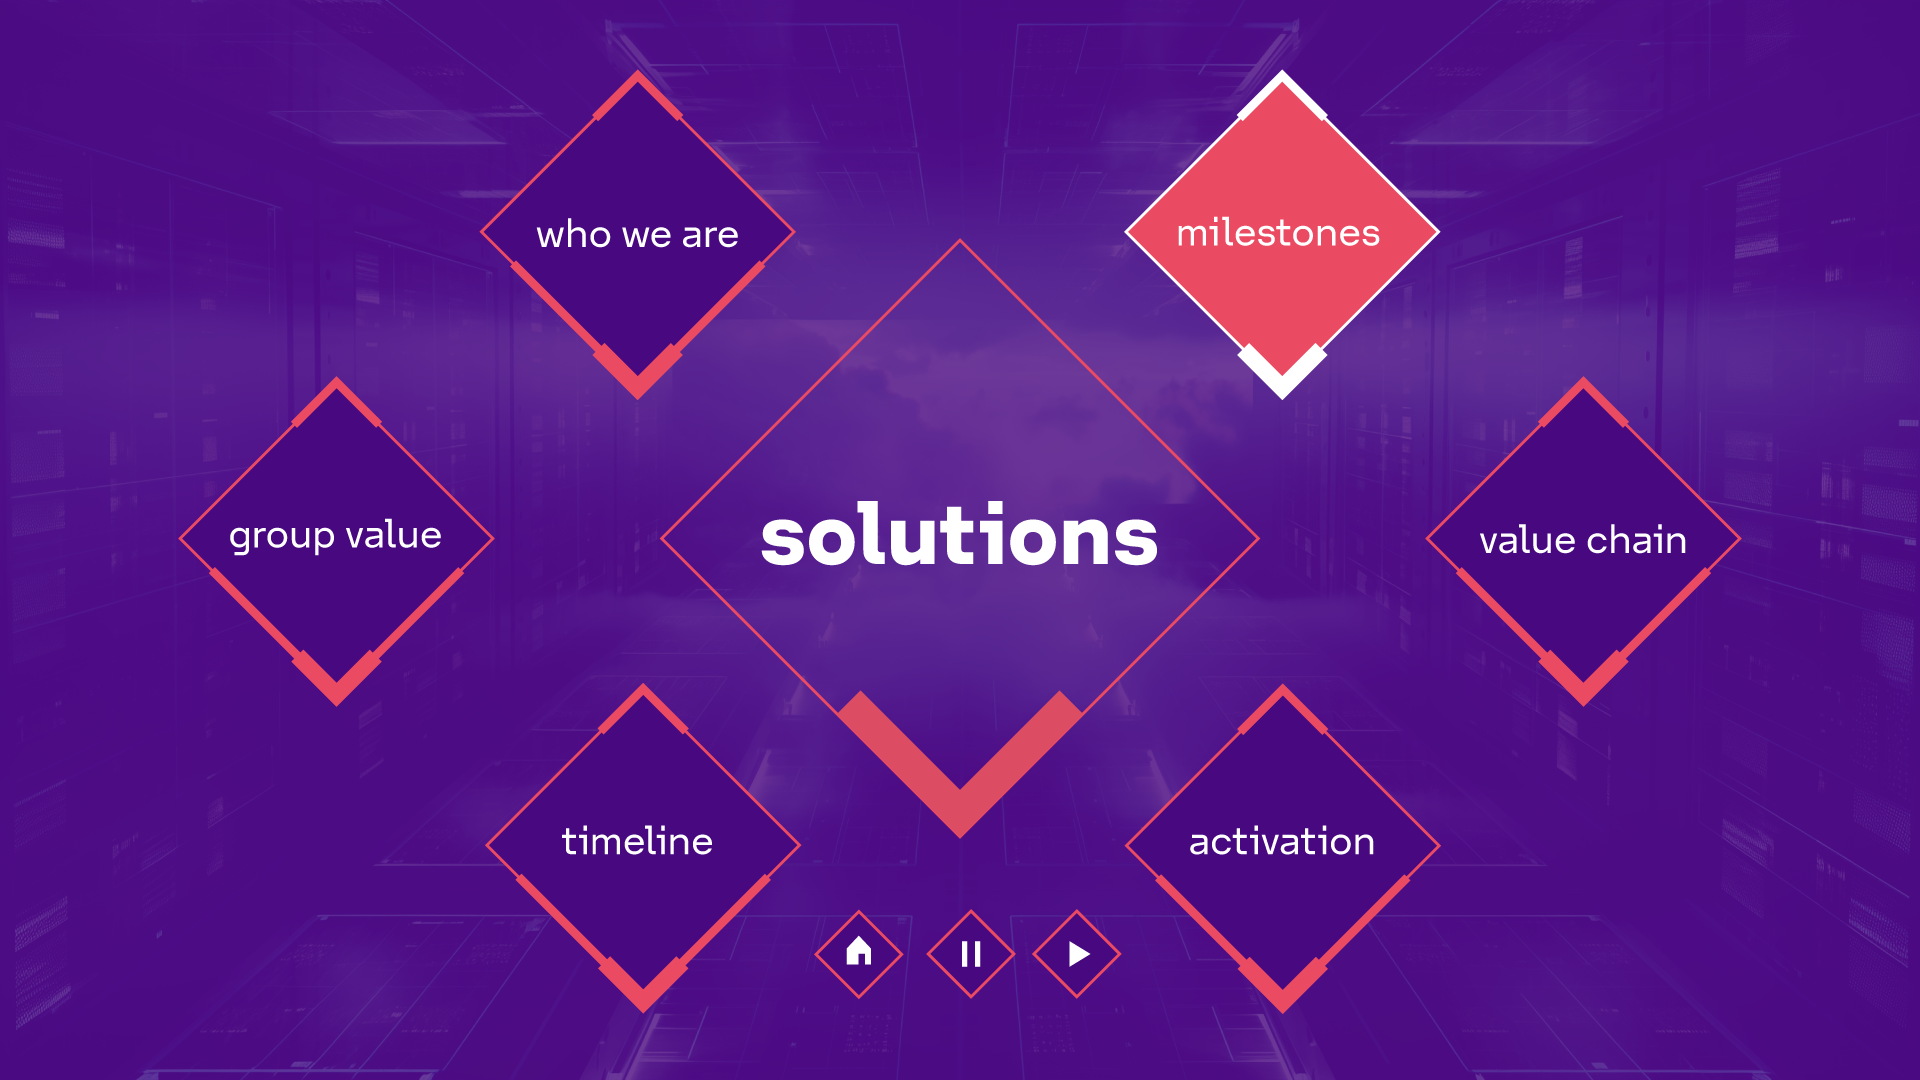 who we are
milestones
group value
solutions
value chain
timeline
activation